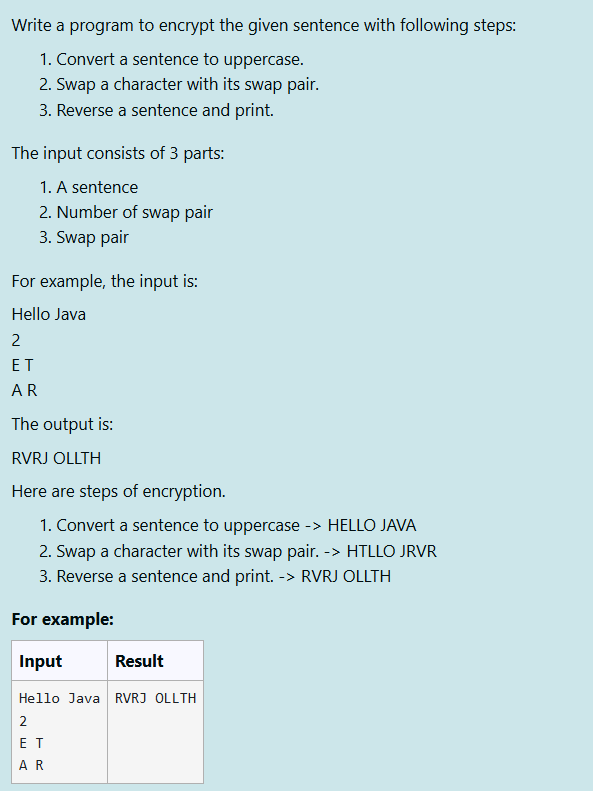 Write a program to encrypt the given sentence with following steps:
1. Convert a sentence to uppercase.
2. Swap a character with its swap pair.
3. Reverse a sentence and print.
The input consists of 3 parts:
1. A sentence
2. Number of swap pair
3. Swap pair
For example, the input is:
Hello Java
2
E T
A R
The output is:
RVRJ OLLTH
Here are steps of encryption.
1. Convert a sentence to uppercase -> HELLO JAVA
2. Swap a character with its swap pair. -> HTLLO JRVR
3. Reverse a sentence and print. -> RVRJ OLLTH
For example:
Input Result
Hello Java RVRJ OLLTH
2
E T
A R